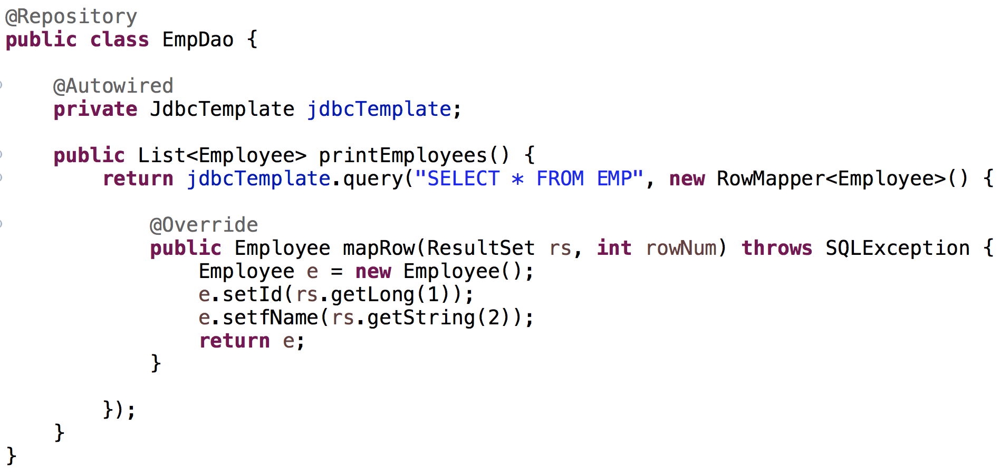 @Repository
public class EmpDao {
@Autowired
private JdbcTemplate jdbcTemplate;
public List<Employee> printEmployees() {
return jdbcTemplate.query("SELECT * FROM EMP", new RowMapper<Employee>() {
@Override
public Employee mapRow(ResultSet rs, int rowNum) throws SQLException {
Employee e = new Employee();
e.setId(rs.getLong(1));
e.setfName(rs.getString(2));
return e;
}
});
}
}